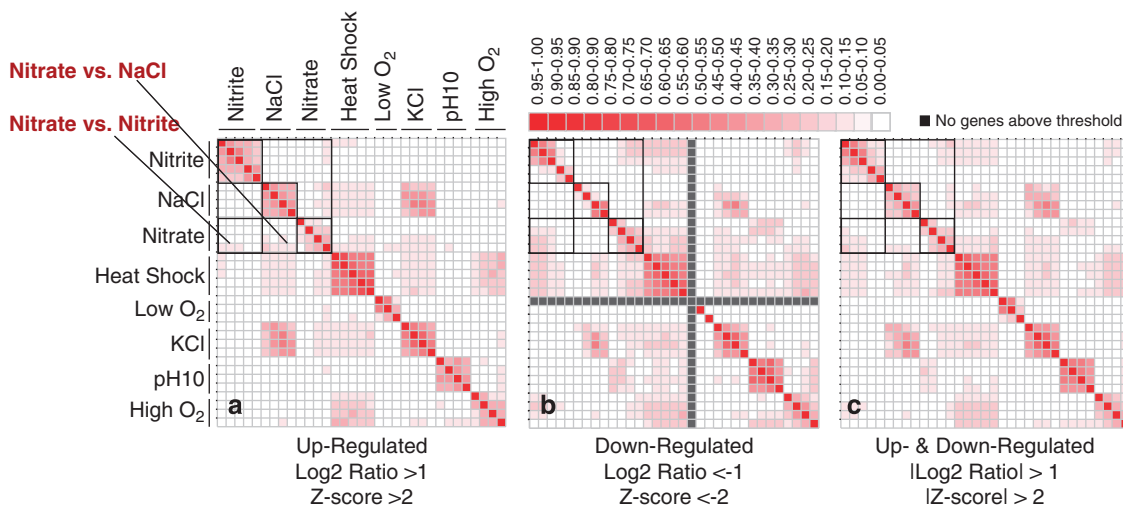 Nitrate vs. NaCl
Nitrate vs. Nitrite
Nitrite
NaCl
Nitrate
Heat Shock
Low O2
KCl
pH10
High O2
0.95-1.00
0.90-0.95
0.85-0.90
0.80-0.90
0.75-0.80
0.70-0.75
0.65-0.70
0.60-0.65
0.55-0.60
0.50-0.55
0.45-0.50
0.40-0.45
0.35-0.40
0.30-0.35
0.25-0.30
0.20-0.25
0.15-0.20
0.10-0.15
0.05-0.10
0.00-0.05
No genes above threshold
Nitrite
NaCl
Nitrate
Heat Shock
Low O2
KCl
pH10
High O2
a
b
c
Up-Regulated
Log2 Ratio >1
Z-score >2
Down-Regulated
Log2 Ratio <-1
Z-score <-2
Up- & Down-Regulated
|Log2 Ratio| > 1
|Z-score| > 2